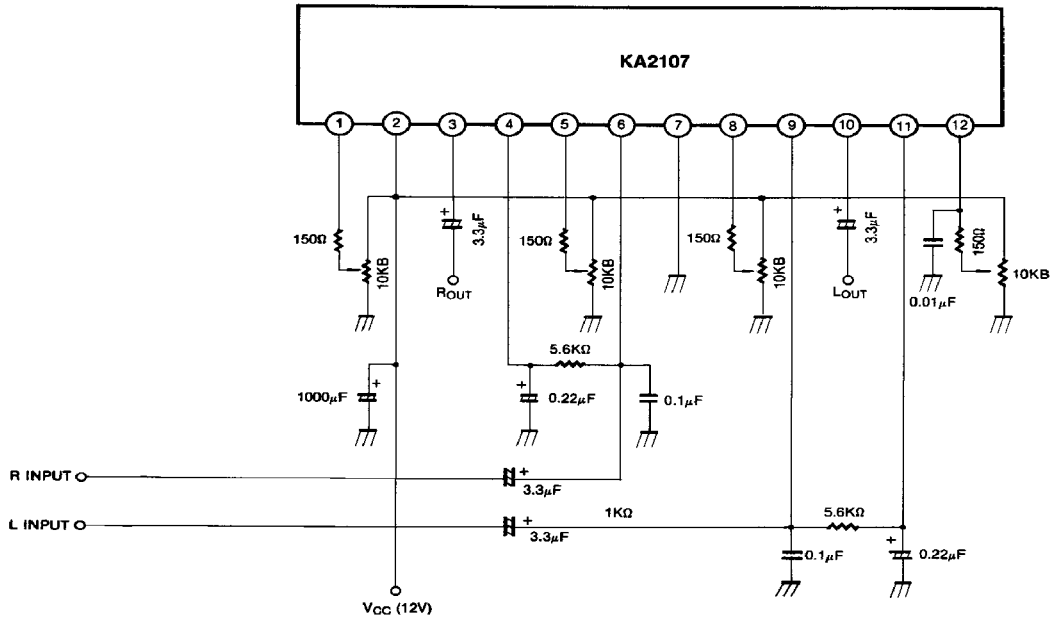 KA2107
1 2 3 4 5 6 7 8 9 10 11 12
150Ω
10KB
3.3μF
ROUT
150Ω
10KB
150Ω
10KB
3.3μF
LOUT
0.01μF
150Ω
10KB
1000μF
5.6KΩ
0.22μF
0.1μF
R INPUT
3.3μF
L INPUT
3.3μF
1KΩ
5.6KΩ
0.1μF
0.22μF
VCC (12V)